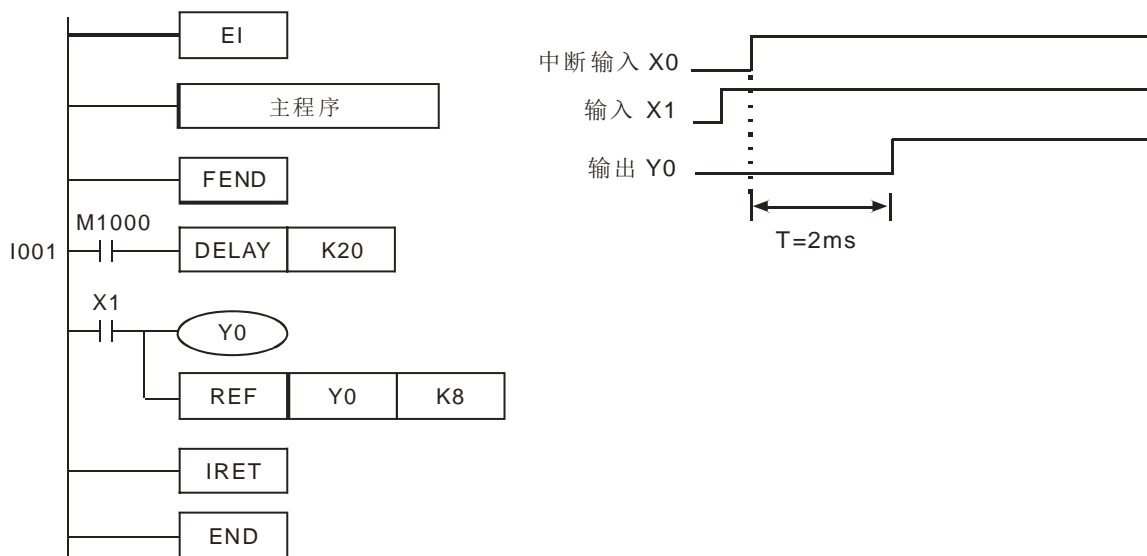 EI
主程序
FEND
M1000
I001
DELAY K20
X1
Y0
REF Y0 K8
IRET
END
中断输入 X0
输入 X1
输出 Y0
T=2ms